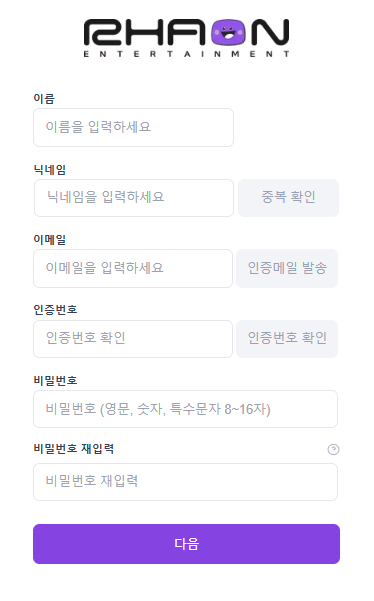 RHAON
ENTERTAINMENT
이름
이름을 입력하세요
닉네임
닉네임을 입력하세요 중복 확인
이메일
이메일을 입력하세요 인증메일 발송
인증번호
인증번호 확인 인증번호 확인
비밀번호
비밀번호 (영문, 숫자, 특수문자 8~16자)
비밀번호 재입력 ?
비밀번호 재입력
다음